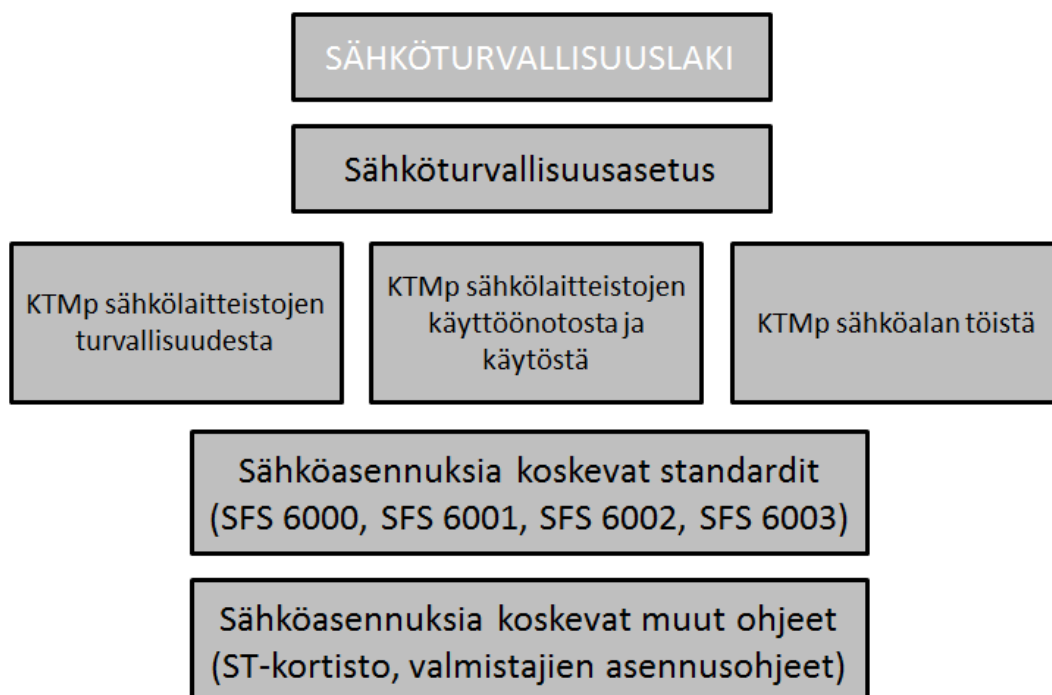 SÄHKÖTURVALLISUUSLAKI
Sähköturvallisuusasetus
KTMp sähkölaitteistojen
turvallisuudesta
KTMp sähkölaitteistojen
käyttöönotosta ja
käytöstä
KTMp sähköalan töistä
Sähköasennuksia koskevat standardit
(SFS 6000, SFS 6001, SFS 6002, SFS 6003)
Sähköasennuksia koskevat muut ohjeet
(ST-kortisto, valmistajien asennusohjeet)